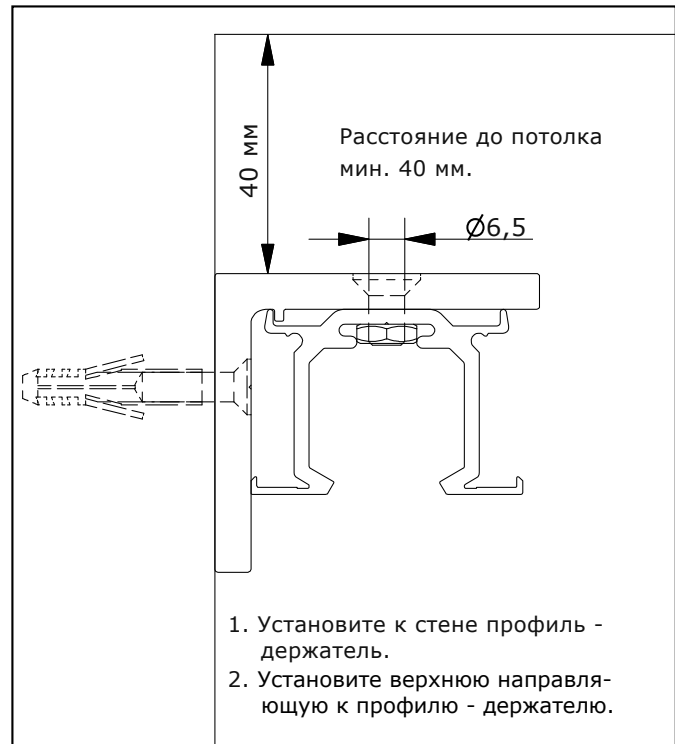 Расстояние до потолка
мин. 40 мм.
40 мм
Ø6,5
1. Установите к стене профиль -
держатель.
2. Установите верхнюю направля-
ющую к профилю - держателю.